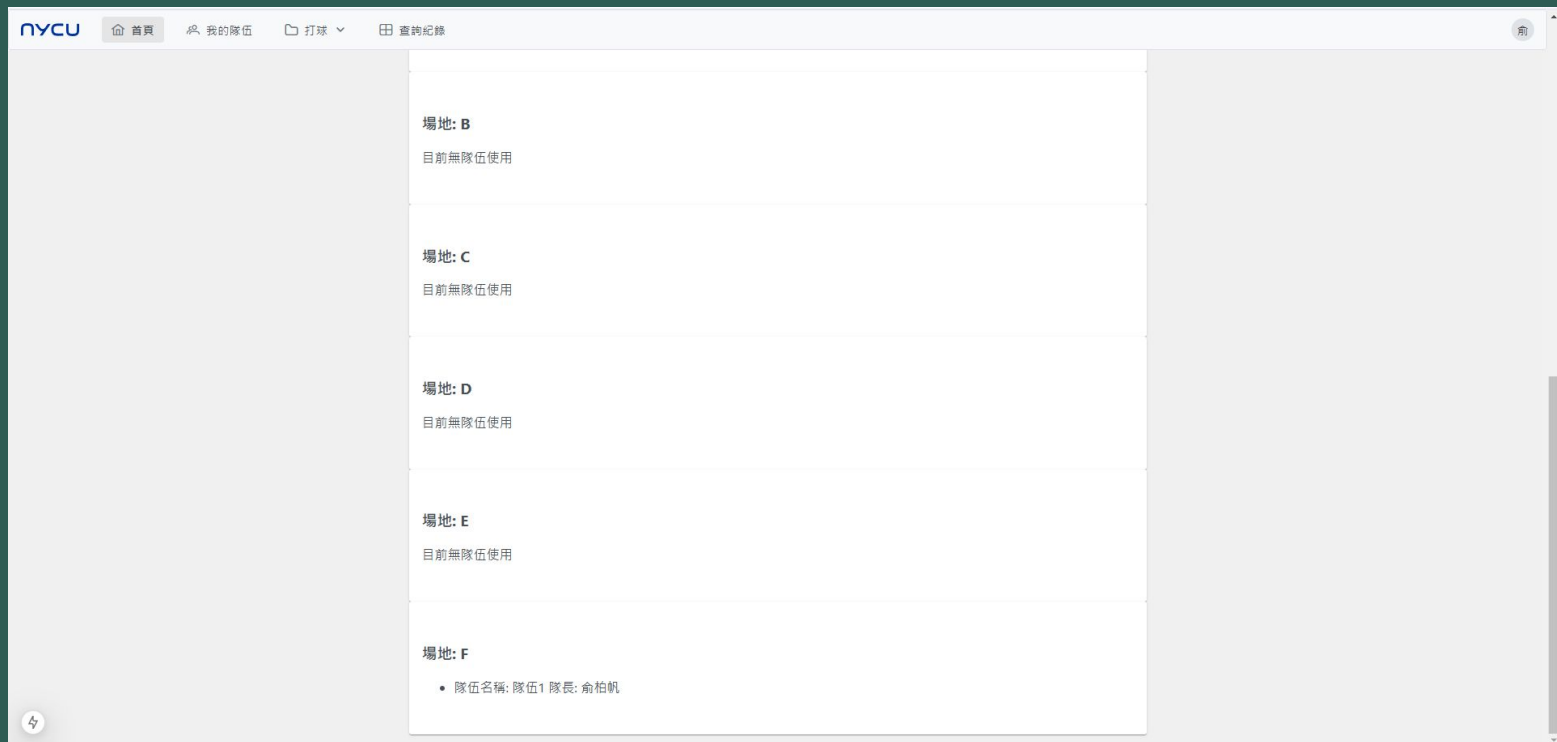 NYCU 首頁 我的隊伍 打球 查詢紀錄 俞
場地: B
目前無隊伍使用
場地: C
目前無隊伍使用
場地: D
目前無隊伍使用
場地: E
目前無隊伍使用
場地: F
• 隊伍名稱: 隊伍1 隊長: 俞柏帆